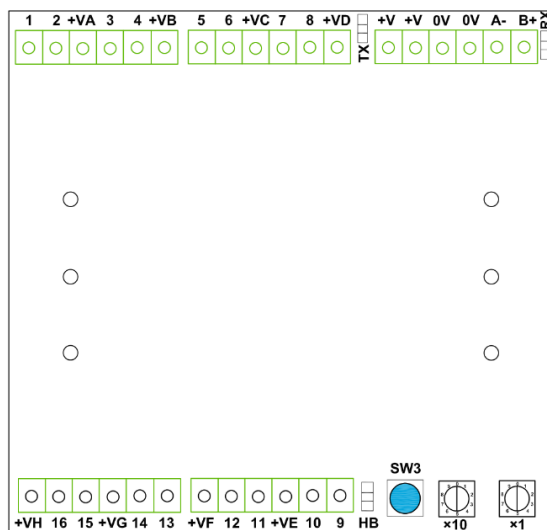 1 2 +VA 3 4 +VB 5 6 +VC 7 8 +VD TX +V +V 0V 0V A- B+ RX
SW3
+VH 16 15 +VG 14 13 +VF 12 11 +VE 10 9 HB ×10 ×1